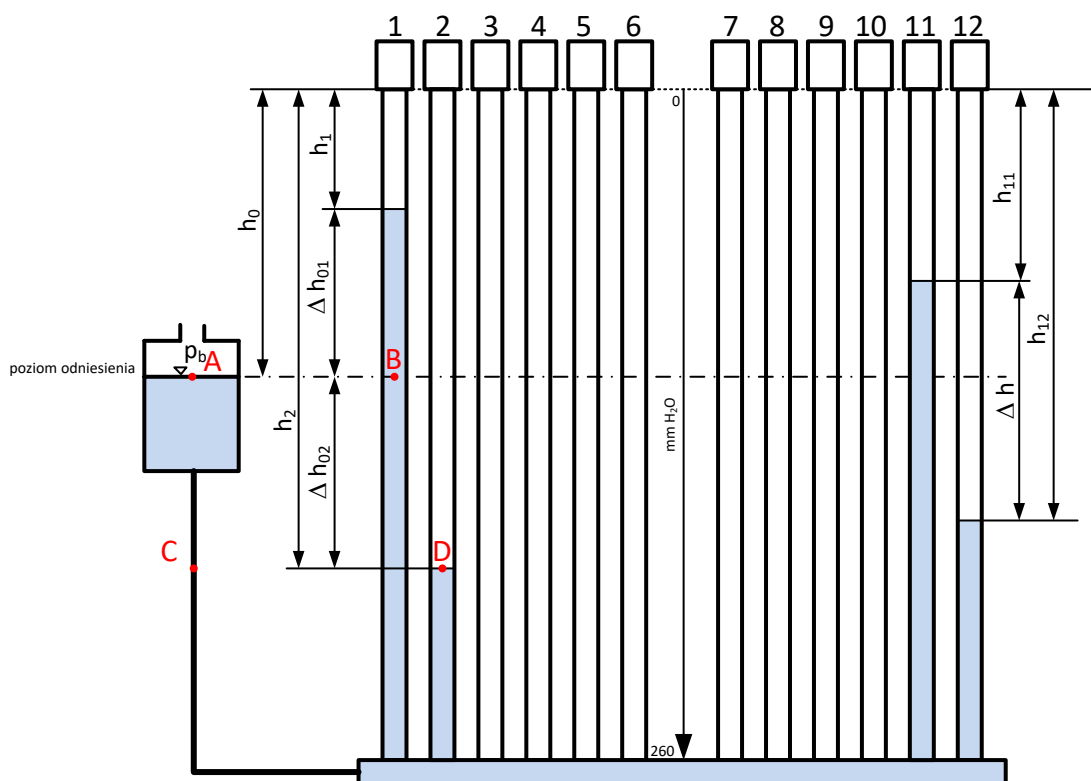 1 2 3 4 5 6 7 8 9 10 11 12
0
h₁
h₀
h₁₁
Δ h₀₁
h₁₂
p_b
A
poziom odniesienia
B
h₂
Δ h
mm H₂O
Δ h₀₂
C
D
260